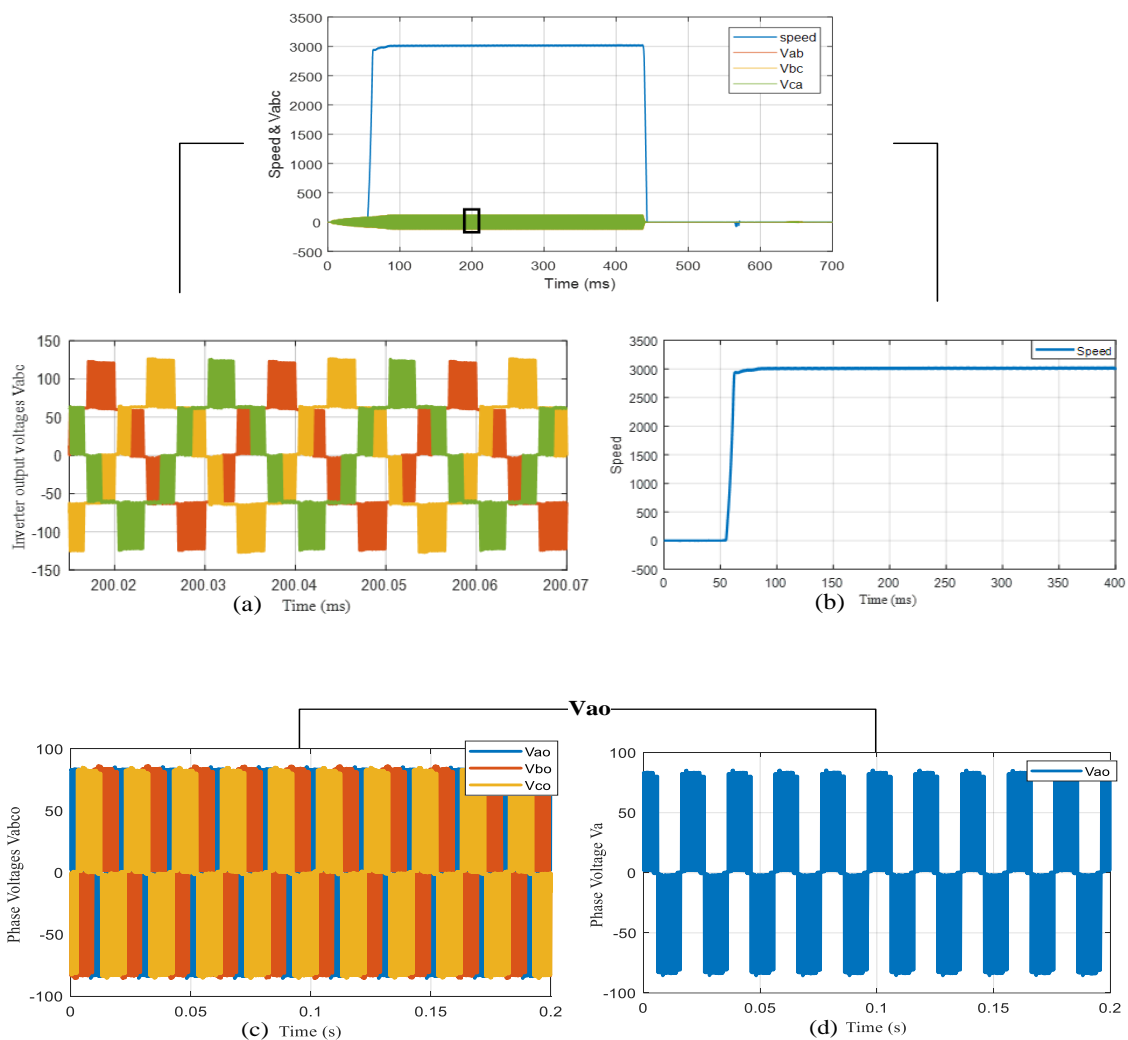 3500
3000
2500
2000
1500
1000
500
0
-500
Speed & Vabc
speed
Vab
Vbc
Vca
0 100 200 300 400 500 600 700
Time (ms)
150
100
50
0
-50
-100
-150
Inverter output voltages Vabc
200.02 200.03 200.04 200.05 200.06 200.07
(a) Time (ms)
3500
3000
2500
2000
1500
1000
500
0
-500
Speed
Speed
0 50 100 150 200 250 300 350 400
(b) Time (ms)
Vao
100
50
0
-50
-100
Phase Voltages Vabco
Vao
Vbo
Vco
0 0.05 0.1 0.15 0.2
(c) Time (s)
100
50
0
-50
-100
Phase Voltage Va
Vao
0 0.05 0.1 0.15 0.2
(d) Time (s)